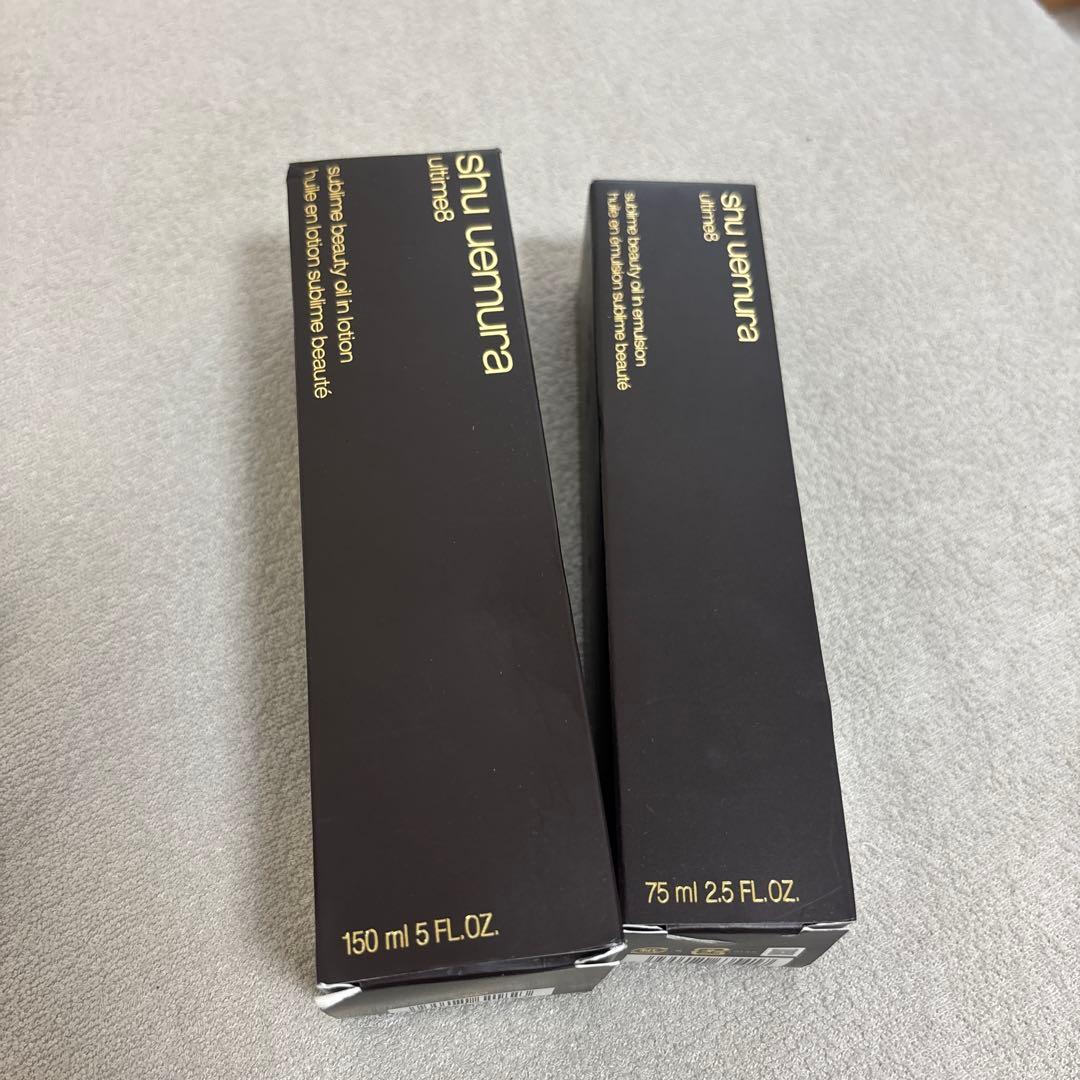 shu uemura
ultime8
sublime beauty oil in lotion
huile en lotion sublime beauté
150 ml 5 FL.OZ.
shu uemura
ultime8
sublime beauty oil in emulsion
huile en émulsion sublime beauté
75 ml 2.5 FL.OZ.